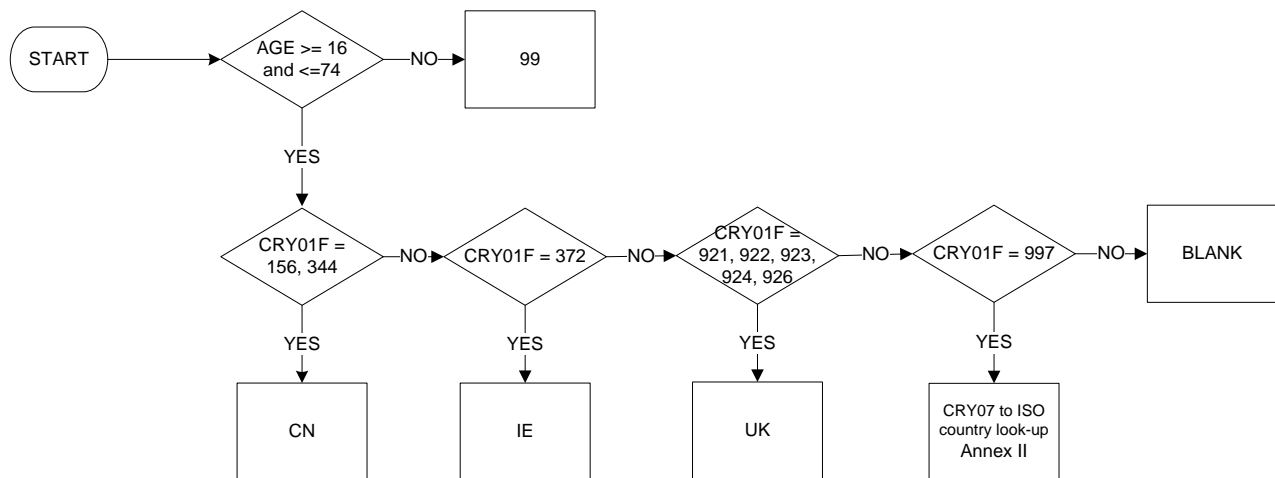 START
AGE >= 16
and <=74
NO
99
YES
CRY01F =
156, 344
NO
CRY01F = 372
NO
CRY01F =
921, 922, 923,
924, 926
NO
CRY01F = 997
NO
BLANK
YES
YES
YES
YES
CN
IE
UK
CRY07 to ISO
country look-up
Annex II